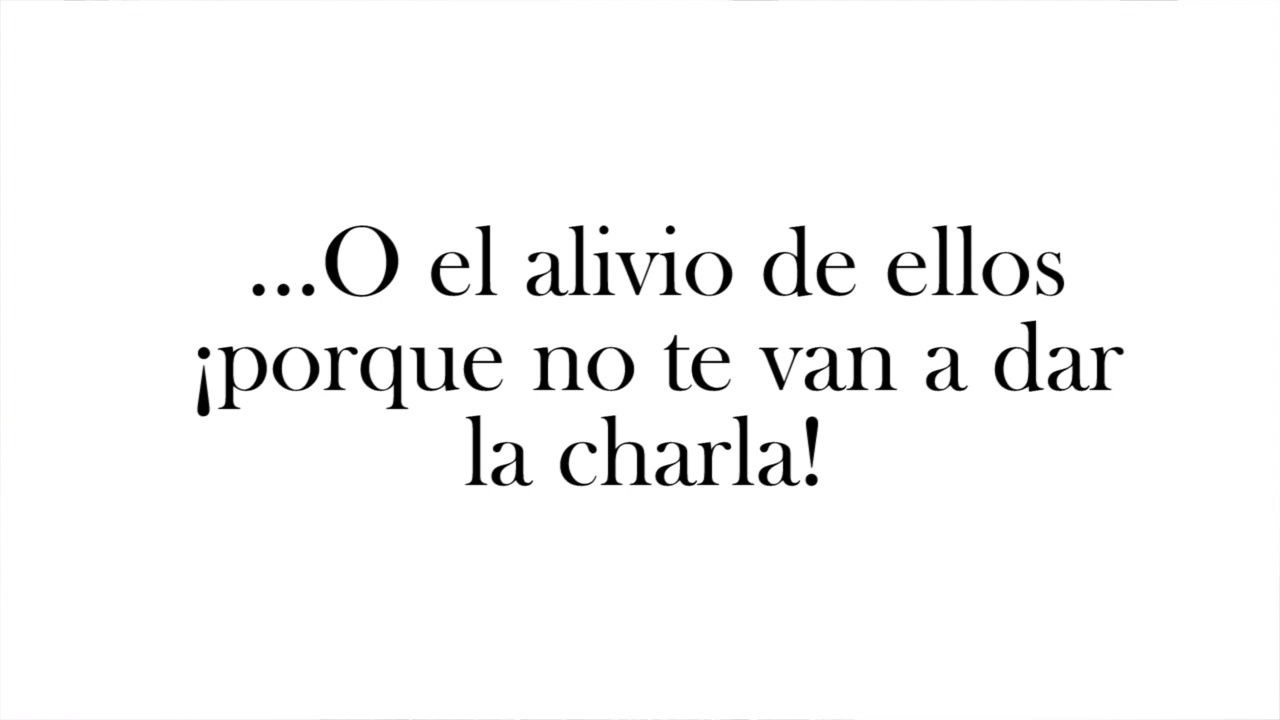 ...O el alivio de ellos
¡porque no te van a dar
la charla!